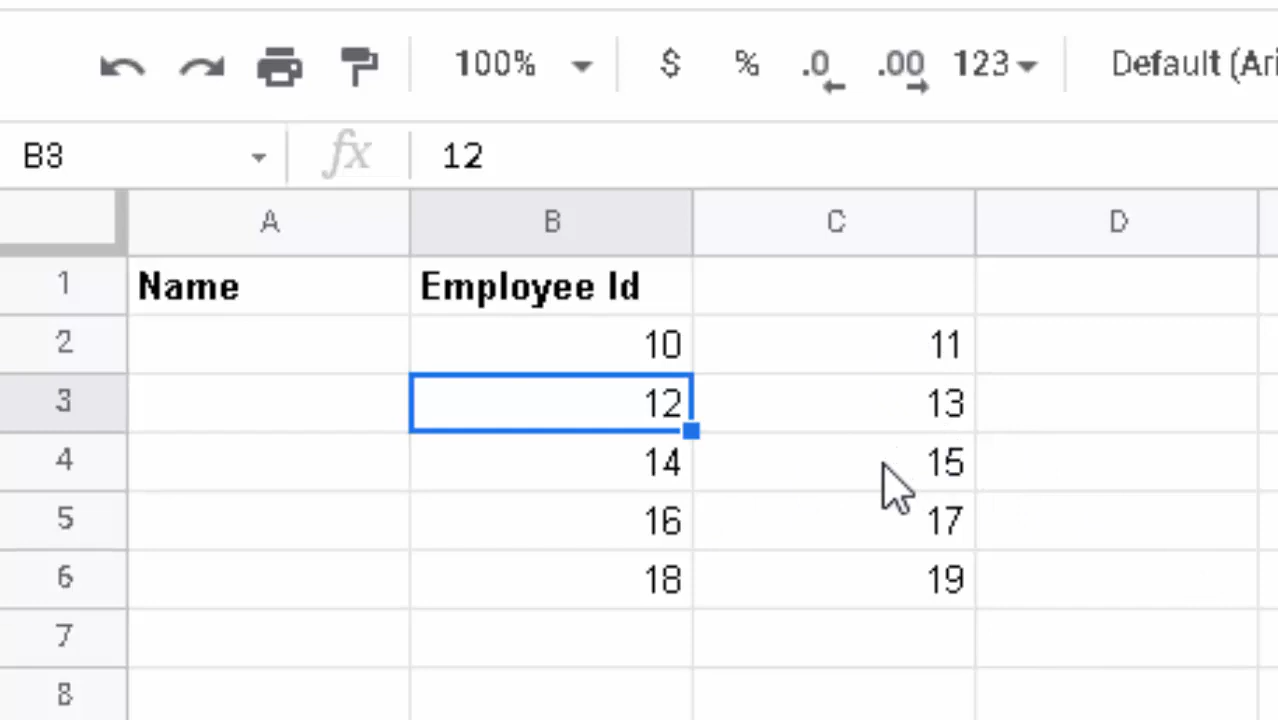 100% $ % .0 .00 123 Default (Ari
B3 fx 12
A B C D
1 Name Employee Id
2 10 11
3 12 13
4 14 15
5 16 17
6 18 19
7
8